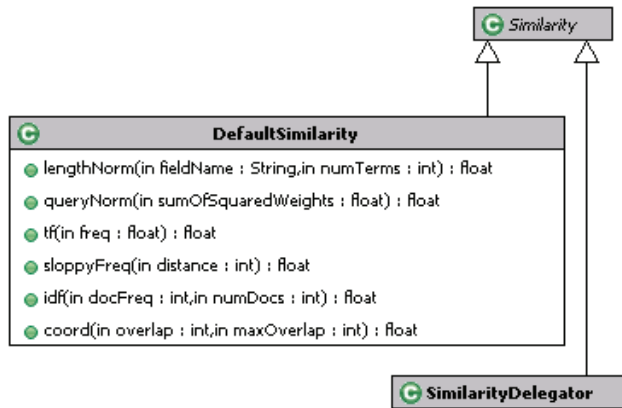 Similarity
DefaultSimilarity
lengthNorm(in fieldName : String,in numTerms : int) : float
queryNorm(in sumOfSquaredWeights : float) : float
tf(in freq : float) : float
sloppyFreq(in distance : int) : float
idf(in docFreq : int,in numDocs : int) : float
coord(in overlap : int,in maxOverlap : int) : float
SimilarityDelegator